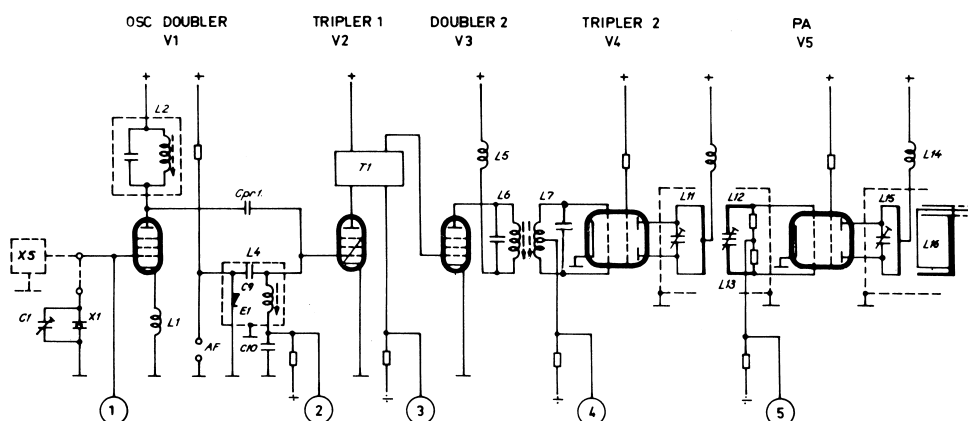 OSC DOUBLER
V1
TRIPLER 1
V2
DOUBLER 2
V3
TRIPLER 2
V4
PA
V5
+ + + + + + + +
L2
L5
L14
T1
Cpr1.
L6
L7
L11
L12
L15
L16
L4
C9
E1
C10
L13
X5
C1
X1
L1
AF
+
÷
÷
÷
1
2
3
4
5